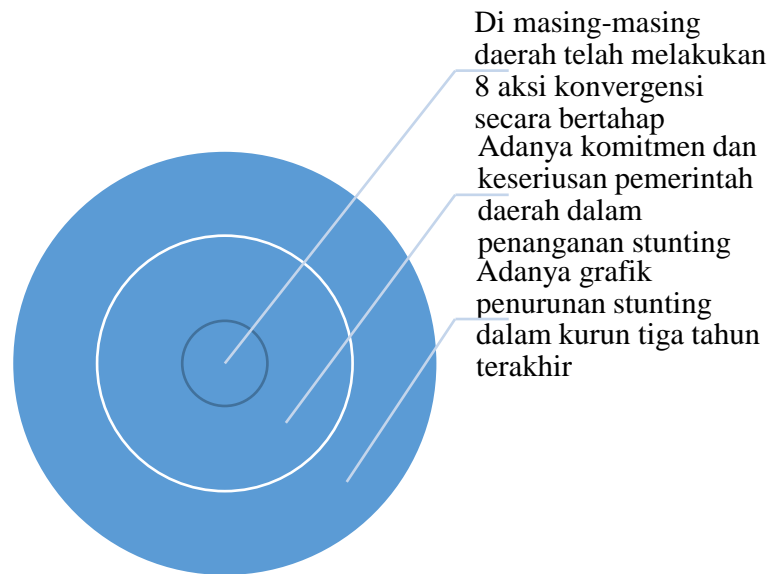 Di masing-masing
daerah telah melakukan
8 aksi konvergensi
secara bertahap
Adanya komitmen dan
keseriusan pemerintah
daerah dalam
penanganan stunting
Adanya grafik
penurunan stunting
dalam kurun tiga tahun
terakhir